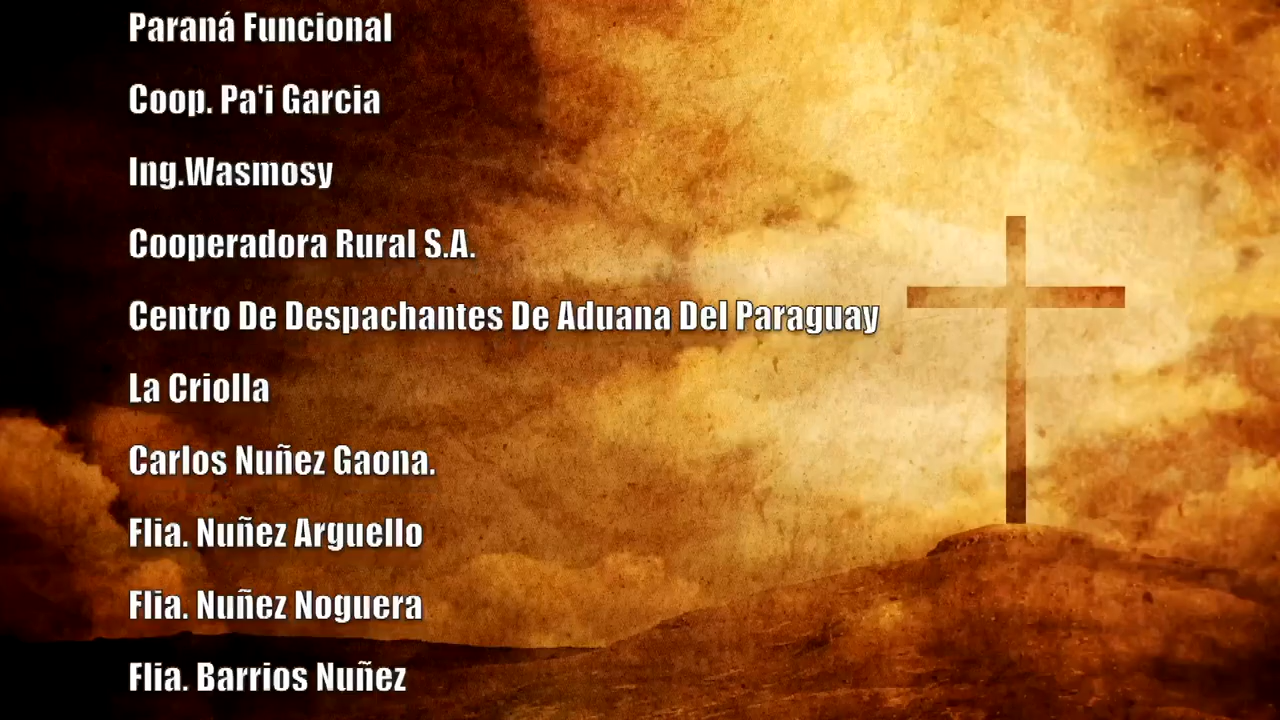 Paraná Funcional
Coop. Pa'i Garcia
Ing.Wasmosy
Cooperadora Rural S.A.
Centro De Despachantes De Aduana Del Paraguay
La Criolla
Carlos Nuñez Gaona.
Flia. Nuñez Arguello
Flia. Nuñez Noguera
Flia. Barrios Nuñez